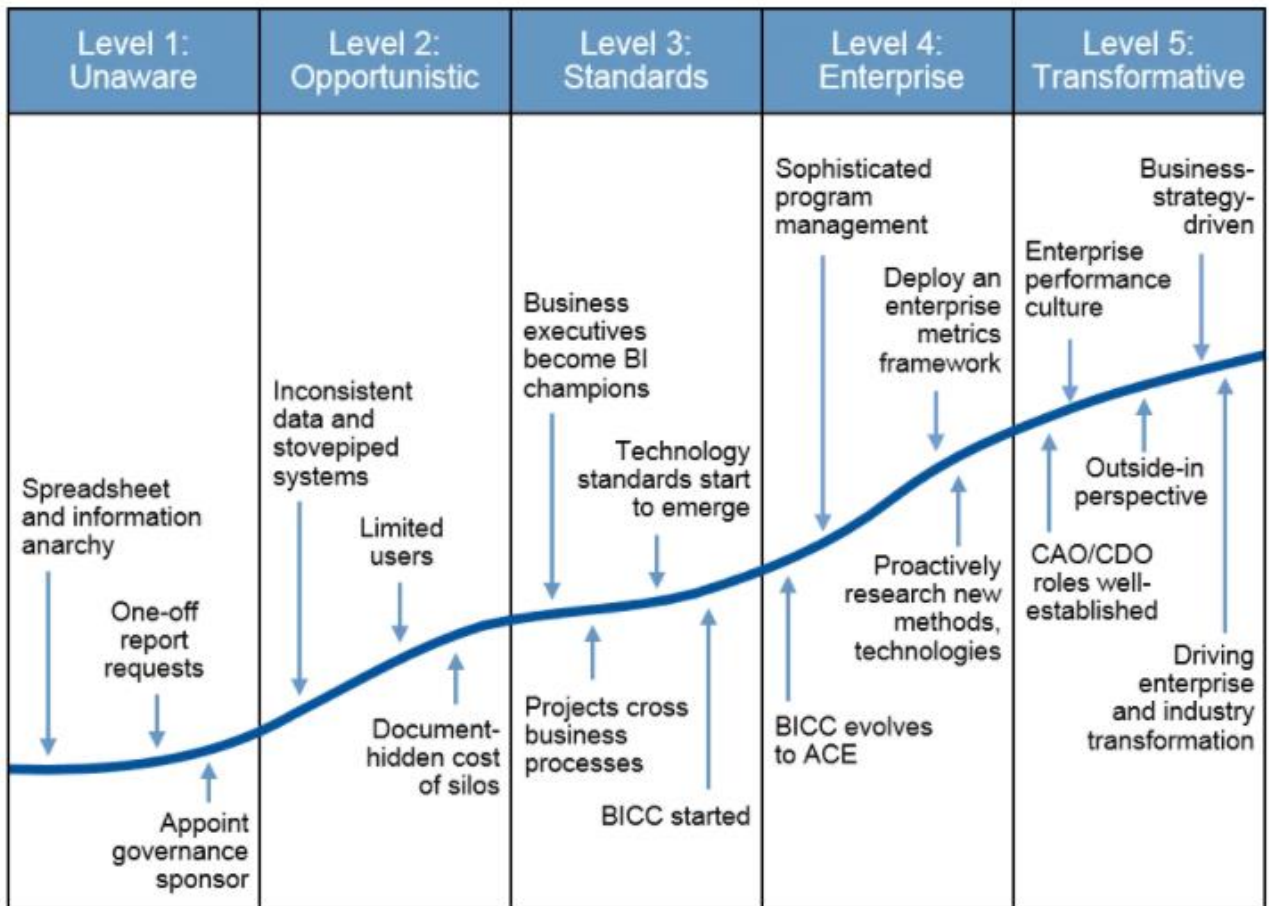 Level 1:
Unaware
Level 2:
Opportunistic
Level 3:
Standards
Level 4:
Enterprise
Level 5:
Transformative
Spreadsheet
and information
anarchy
One-off
report
requests
Appoint
governance
sponsor
Inconsistent
data and
stovepiped
systems
Limited
users
Document-
hidden cost
of silos
Business
executives
become BI
champions
Technology
standards start
to emerge
Projects cross
business
processes
BICC started
Sophisticated
program
management
Deploy an
enterprise
metrics
framework
Proactively
research new
methods,
technologies
BICC evolves
to ACE
Business-
strategy-
driven
Enterprise
performance
culture
Outside-in
perspective
CAO/CDO
roles well-
established
Driving
enterprise
and industry
transformation